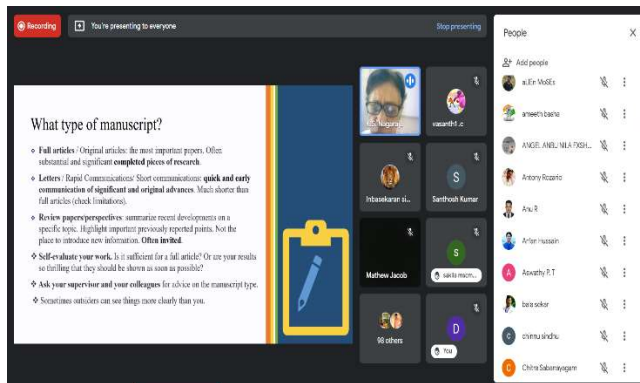 Recording
You're presenting to everyone
Stop presenting
What type of manuscript?
❖ Full articles / Original articles: the most important papers. Often
substantial and significant completed pieces of research.
❖ Letters / Rapid Communications/ Short communications: quick and early
communication of significant and original advances. Much shorter than
full articles (check limitations).
❖ Review papers/perspectives: summarize recent developments on a
specific topic. Highlight important previously reported points. Not the
place to introduce new information. Often invited.
❖ Self-evaluate your work. Is it sufficient for a full article? Or are your results
so thrilling that they should be shown as soon as possible?
❖ Ask your supervisor and your colleagues for advice on the manuscript type.
❖ Sometimes outsiders can see things more clearly than you.
vasanth1 .c
Inbasekaran si...
S
Santhosh Kumar
Mathew Jacob
S
98 others
D
You
People
X
Add people
ameeth basha
ANGEL ANBU NILA
Antony Rozario
Anu R
Arfan Hussain
A
Aswathy P. T
bala sekar
c
chinnu sindhu
C
Chitra Sabanayagam